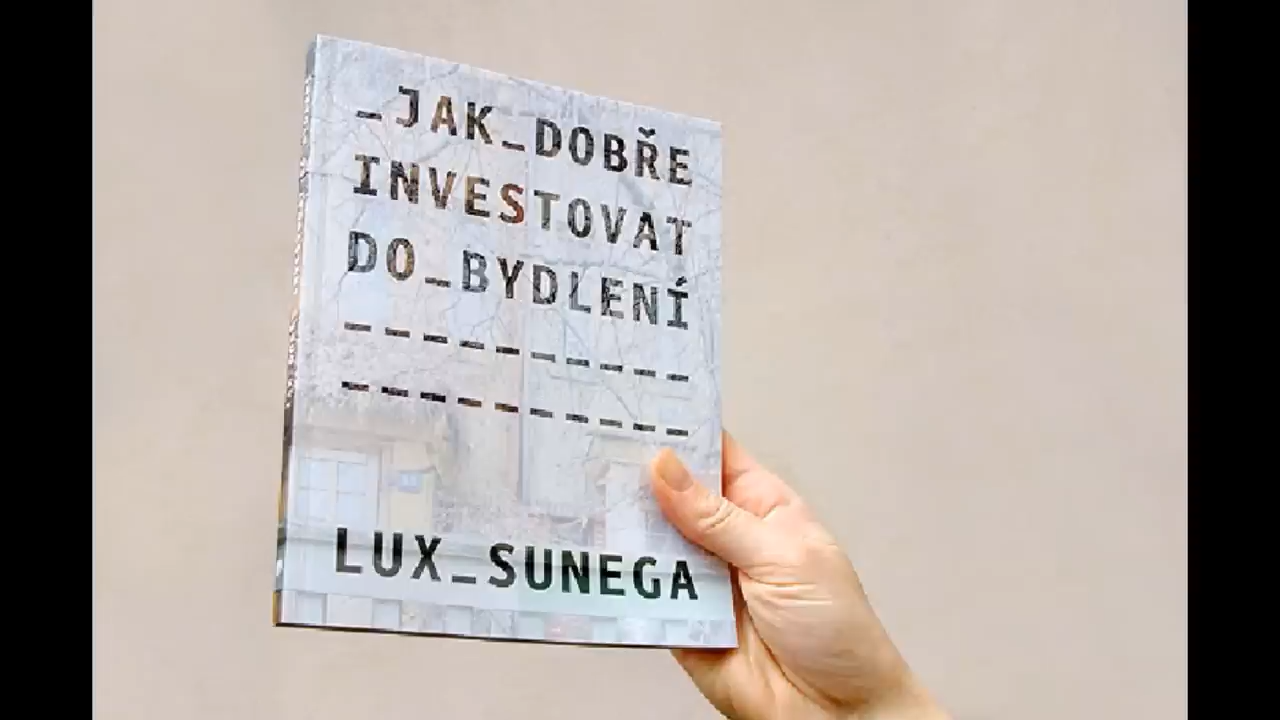 _JAK_DOBŘE
INVESTOVAT
DO_BYDLENÍ
_ _ _ _ _ _ _ _ _ _
_ _ _ _ _ _ _ _ _ _
LUX_SUNEGA